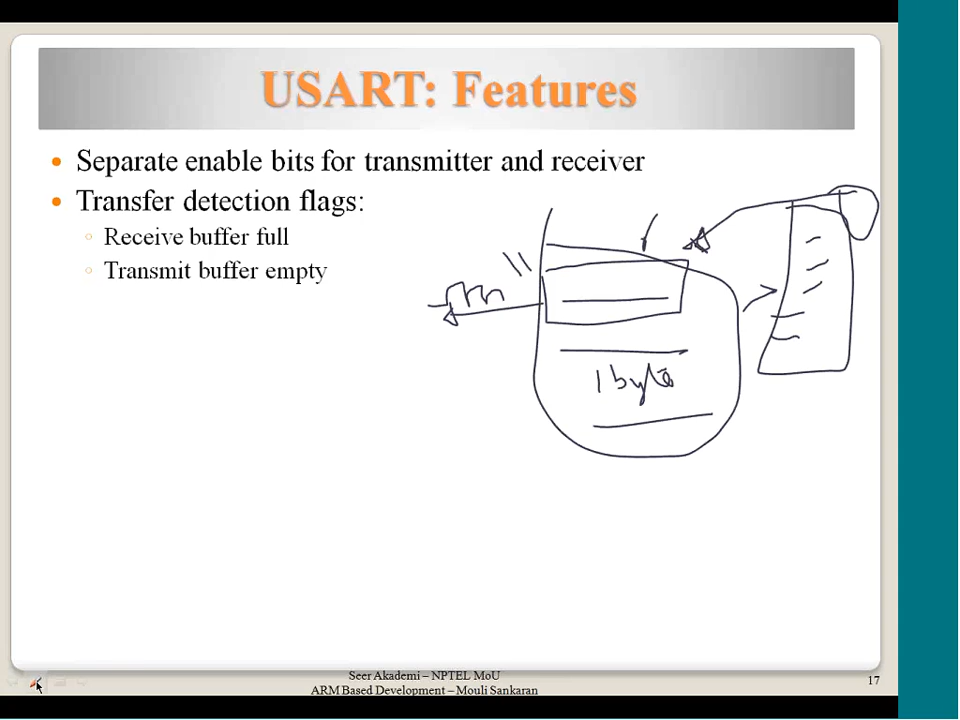 USART: Features
Separate enable bits for transmitter and receiver
Transfer detection flags:
Receive buffer full
Transmit buffer empty
1 byte
Seer Akademi – NPTEL MoU
ARM Based Development – Mouli Sankaran
17